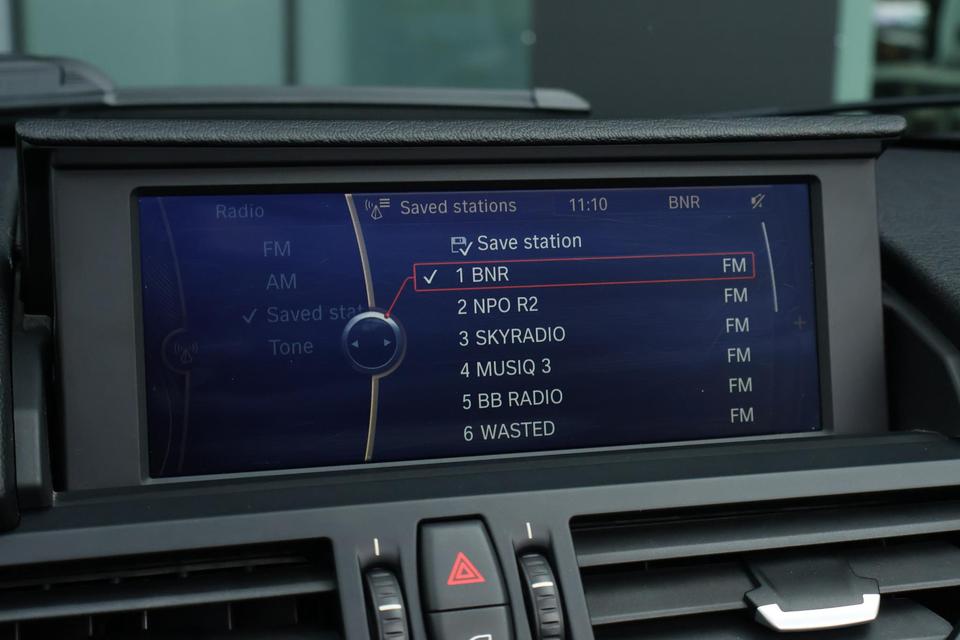 Radio
FM
AM
Saved stat
Tone
Saved stations 11:10 BNR
Save station
1 BNR FM
2 NPO R2 FM
3 SKYRADIO FM
4 MUSIQ 3 FM
5 BB RADIO FM
6 WASTED FM